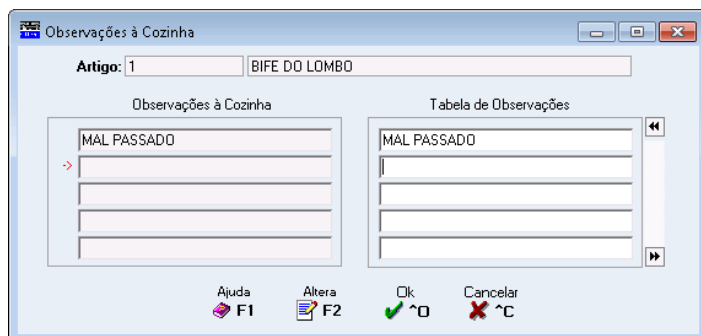 Observações à Cozinha
Artigo: 1 BIFE DO LOMBO
Observações à Cozinha Tabela de Observações
MAL PASSADO MAL PASSADO
->
Ajuda Altera Ok Cancelar
F1 F2 ^O ^C